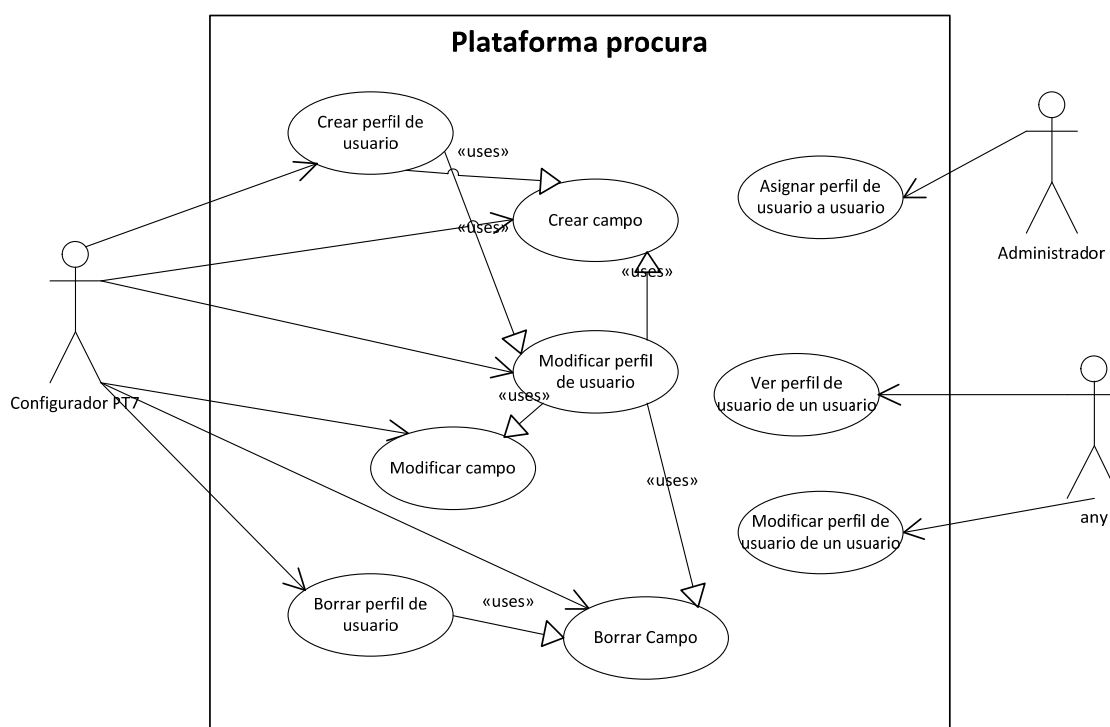 Plataforma procura
Crear perfil de
usuario
«uses»
Asignar perfil de
usuario a usuario
Crear campo
«uses»
Administrador
«uses»
Modificar perfil
de usuario
Ver perfil de
usuario de un usuario
Configurador PT7
«uses»
Modificar campo
«uses»
Modificar perfil de
usuario de un usuario
any
Borrar perfil de
usuario
«uses»
Borrar Campo